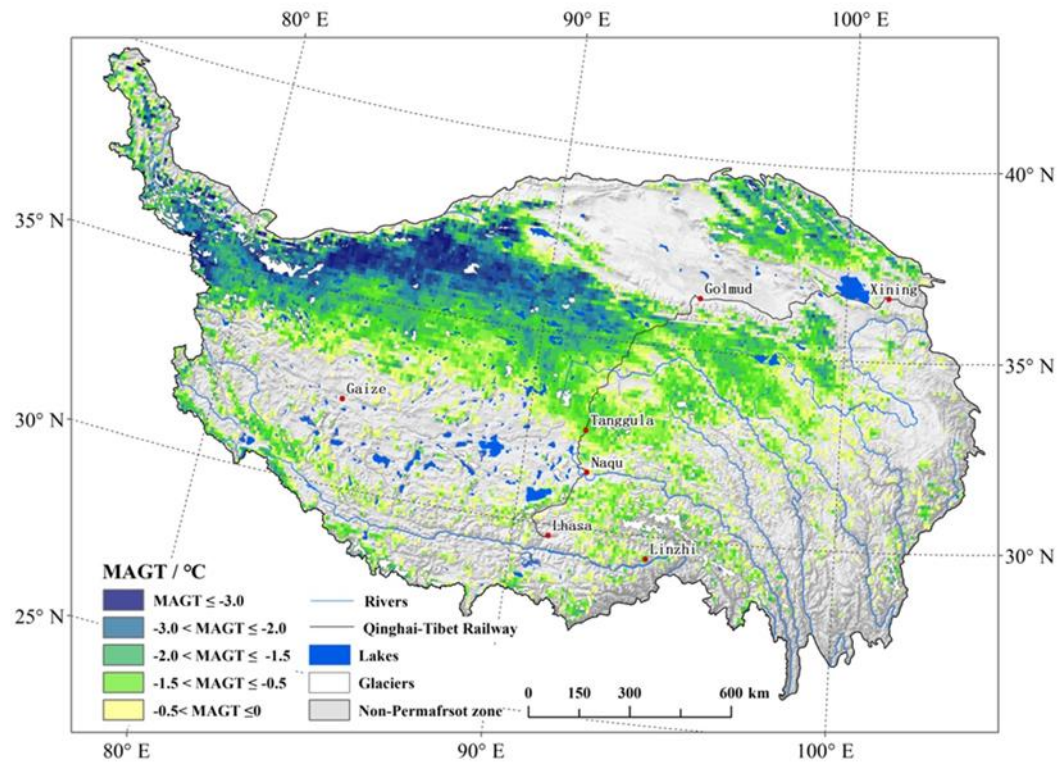 80° E
90° E
100° E
40° N
35° N
Golmud
Xining
35° N
Gaize
30° N
Tanggula
Naqu
Lhasa
Linzhi
30° N
MAGT / °C
MAGT ≤ -3.0
-3.0 < MAGT ≤ -2.0
-2.0 < MAGT ≤ -1.5
-1.5 < MAGT ≤ -0.5
-0.5< MAGT ≤0
Rivers
Qinghai-Tibet Railway
Lakes
Glaciers
Non-Permafrsot zone
25° N
0 150 300 600 km
80° E
90° E
100° E